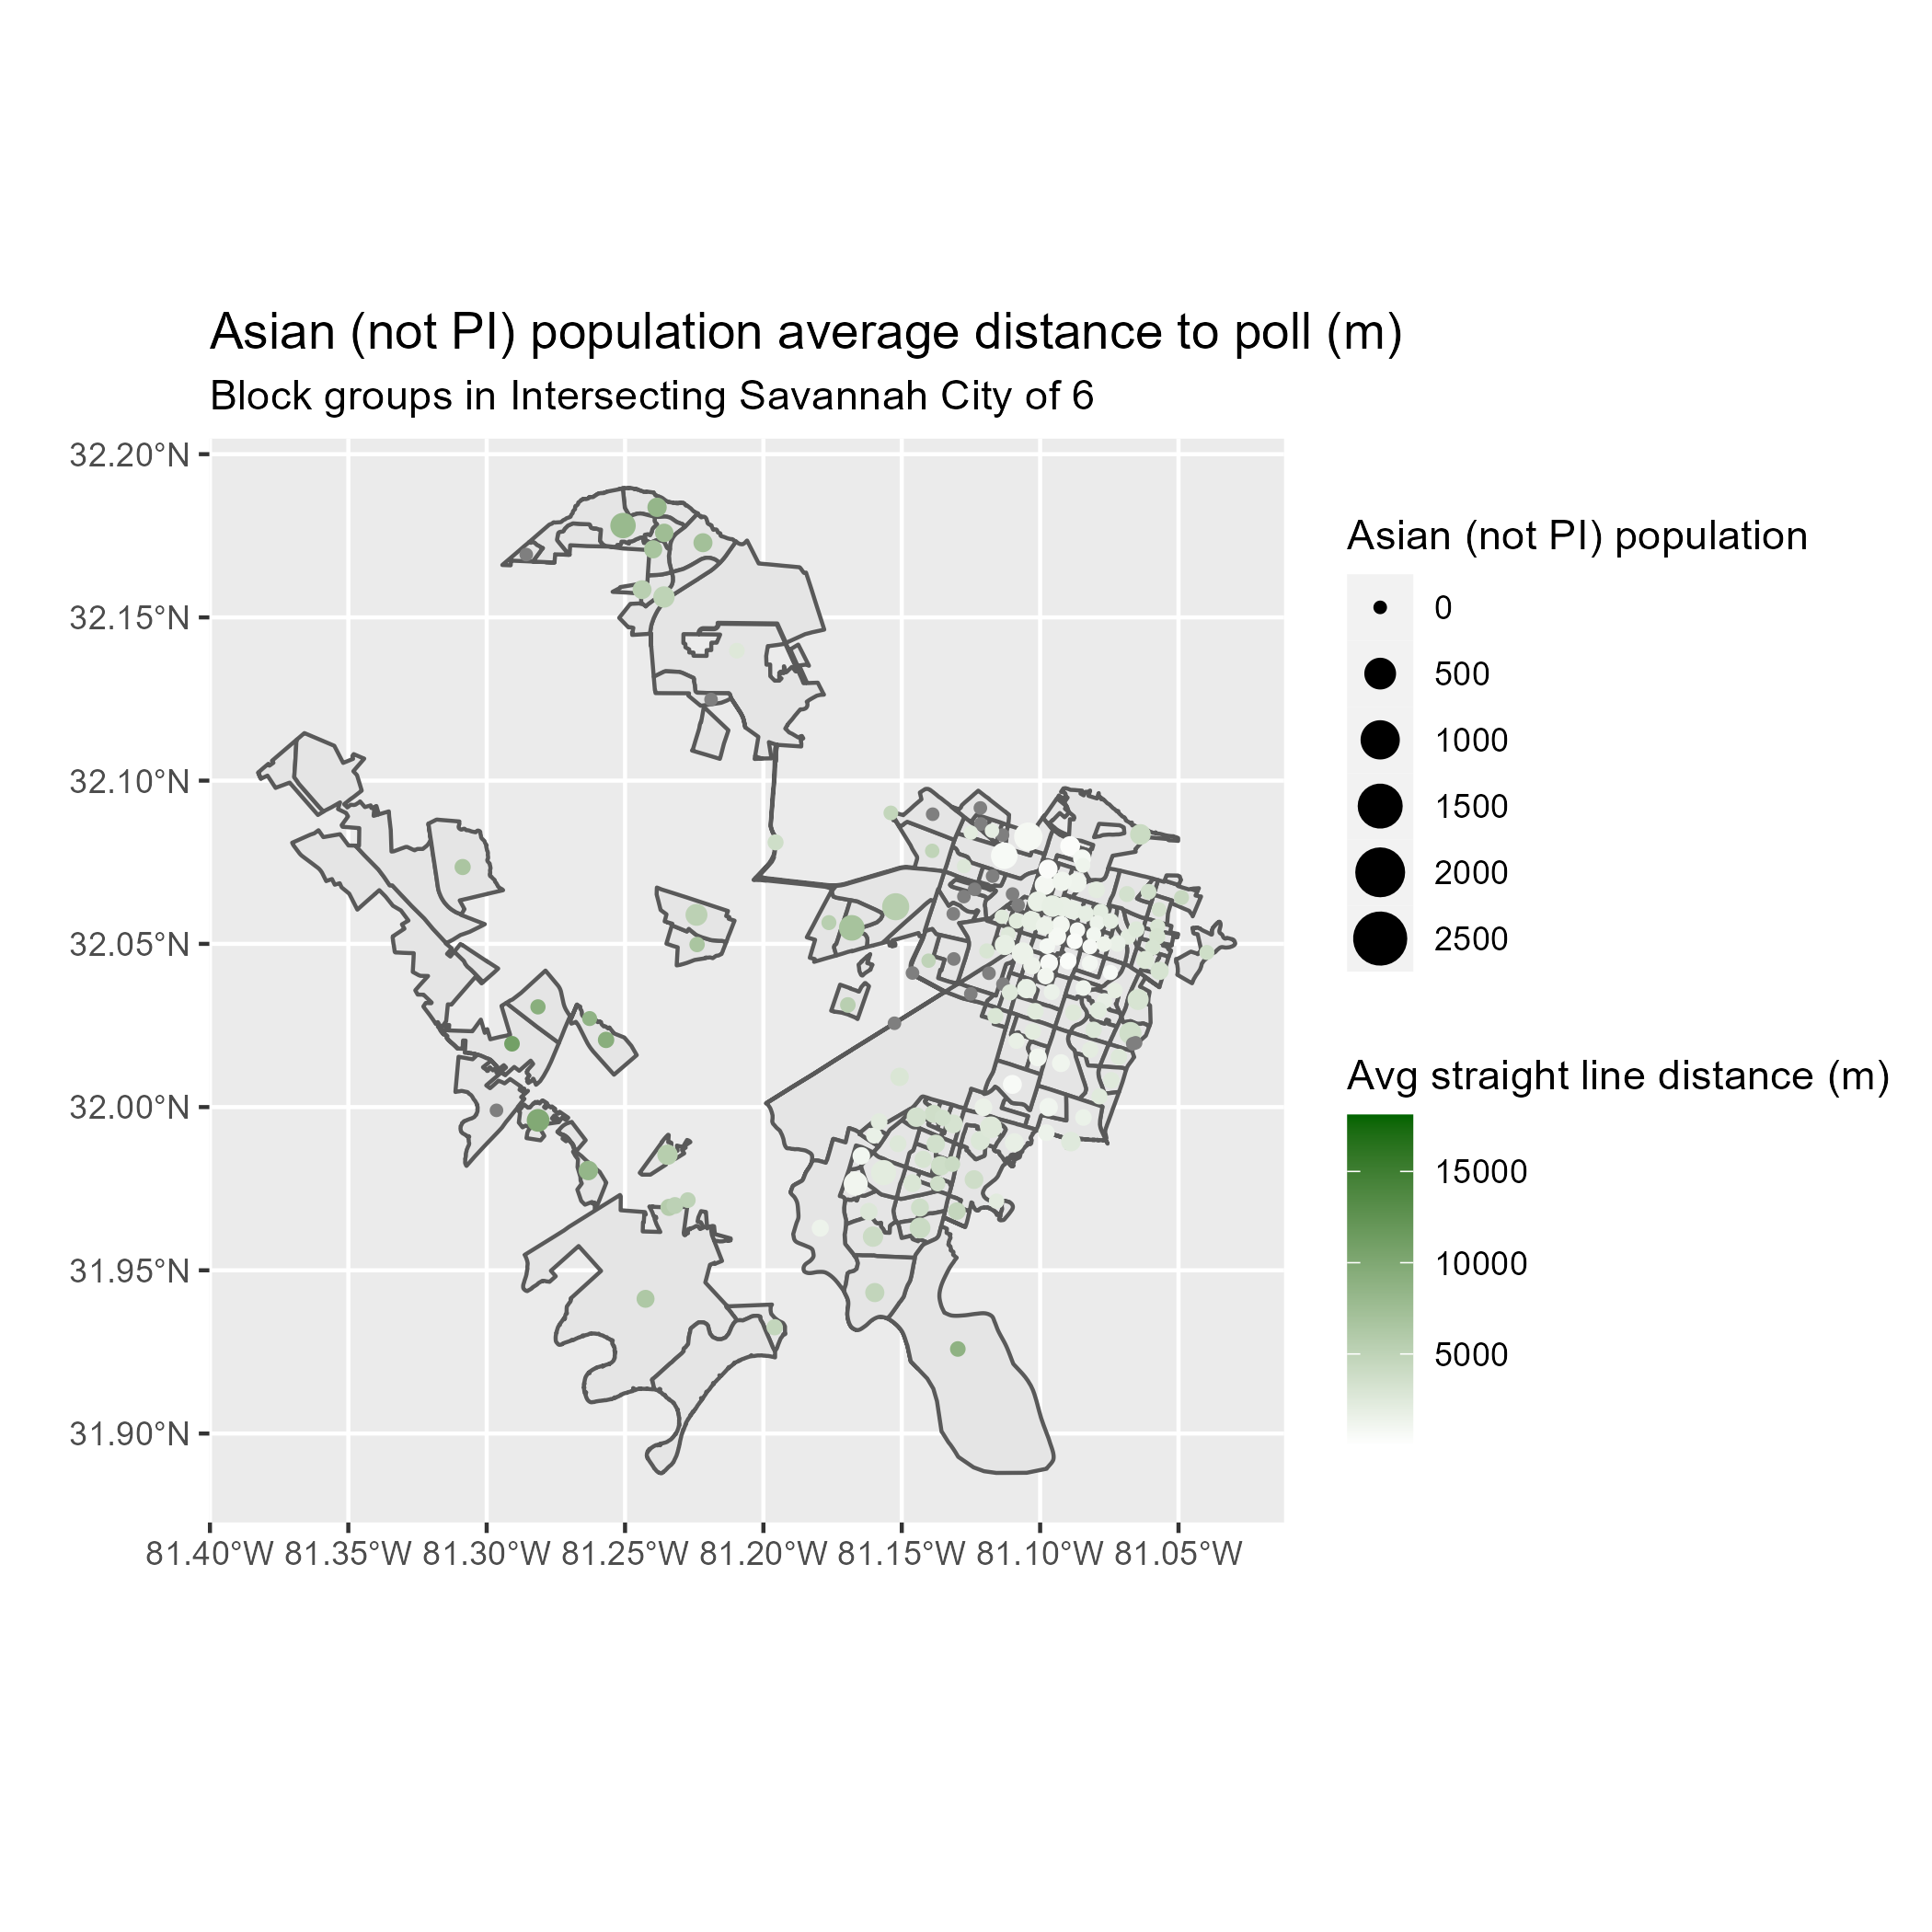 Asian (not PI) population average distance to poll (m)
Block groups in Intersecting Savannah City of 6
32.20°N
32.15°N
32.10°N
32.05°N
32.00°N
31.95°N
31.90°N
81.40°W 81.35°W 81.30°W 81.25°W 81.20°W 81.15°W 81.10°W 81.05°W
Asian (not PI) population
0
500
1000
1500
2000
2500
Avg straight line distance (m)
15000
10000
5000